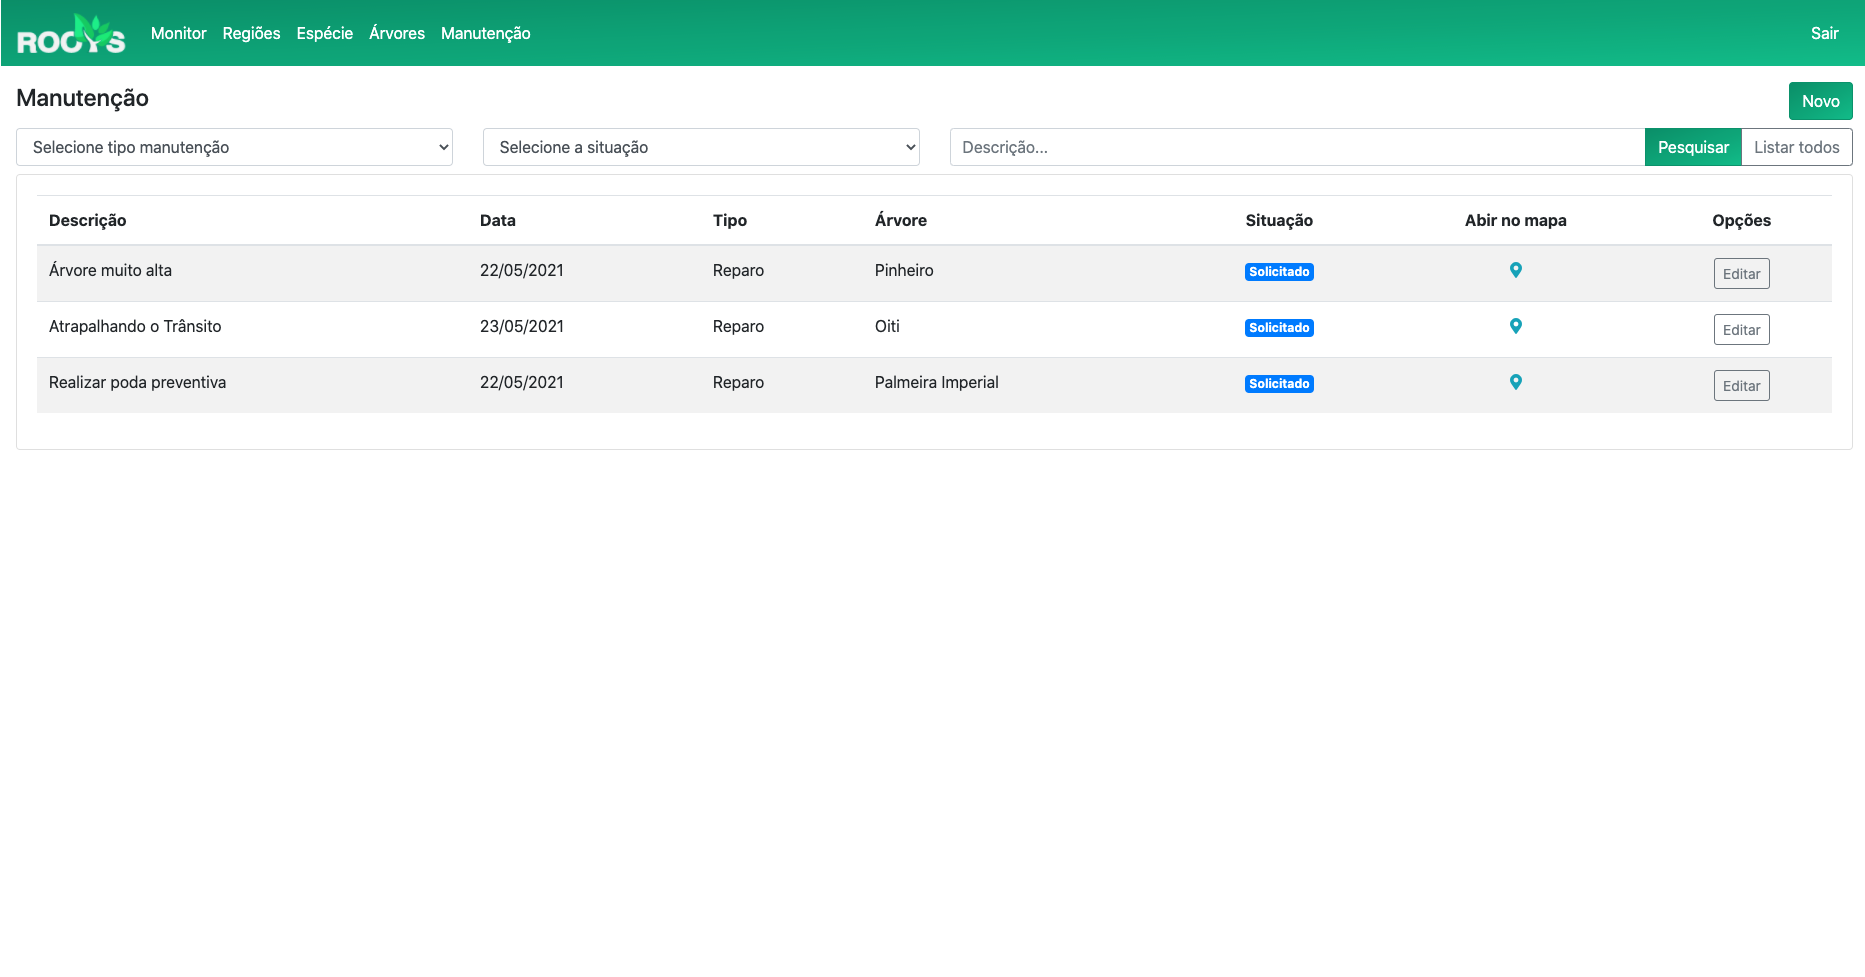 ROOTS Monitor Regiões Espécie Árvores Manutenção Sair
Manutenção Novo
Selecione tipo manutenção Selecione a situação Descrição... Pesquisar Listar todos
Descrição Data Tipo Árvore Situação Abir no mapa Opções
Árvore muito alta 22/05/2021 Reparo Pinheiro Solicitado Editar
Atrapalhando o Trânsito 23/05/2021 Reparo Oiti Solicitado Editar
Realizar poda preventiva 22/05/2021 Reparo Palmeira Imperial Solicitado Editar